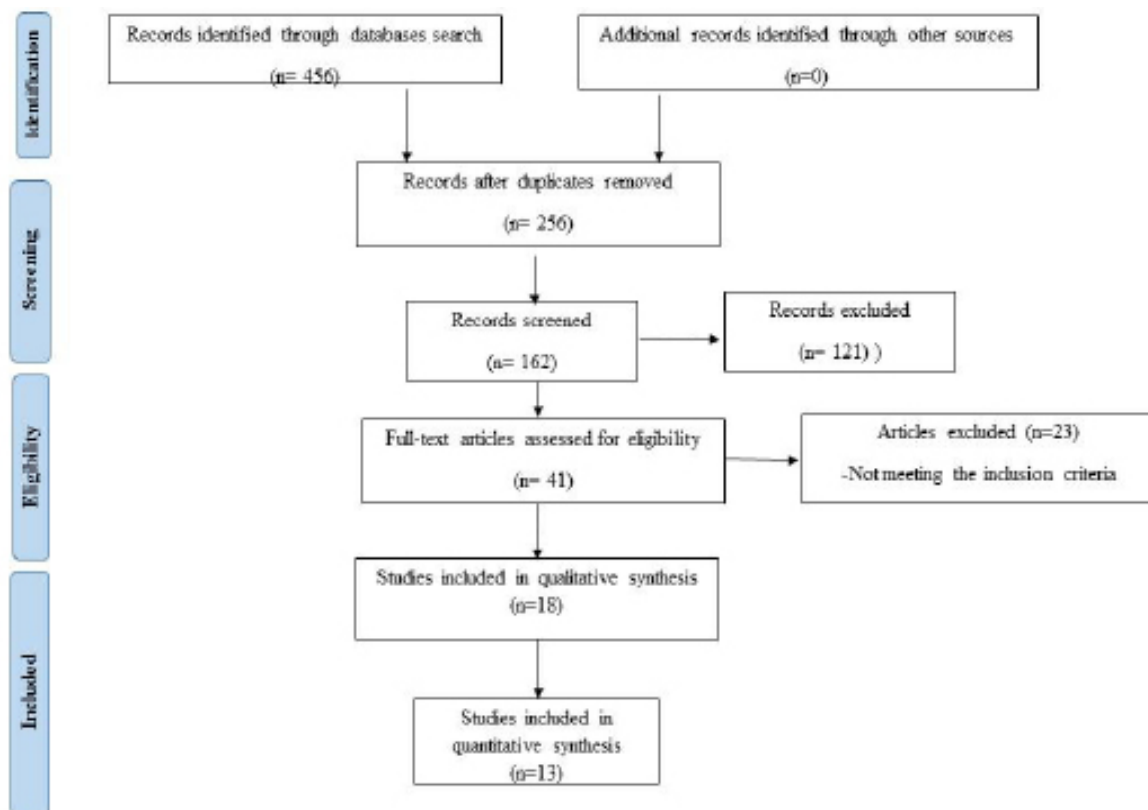 Identification
Records identified through databases search
(n= 456)
Additional records identified through other sources
(n=0)
Records after duplicates removed
(n= 256)
Screening
Records screened
(n= 162)
Records excluded
(n= 121) )
Eligibility
Full-text articles assessed for eligibility
(n= 41)
Articles excluded (n=23)
-Not meeting the inclusion criteria
Included
Studies included in qualitative synthesis
(n=18)
Studies included in
quantitative synthesis
(n=13)